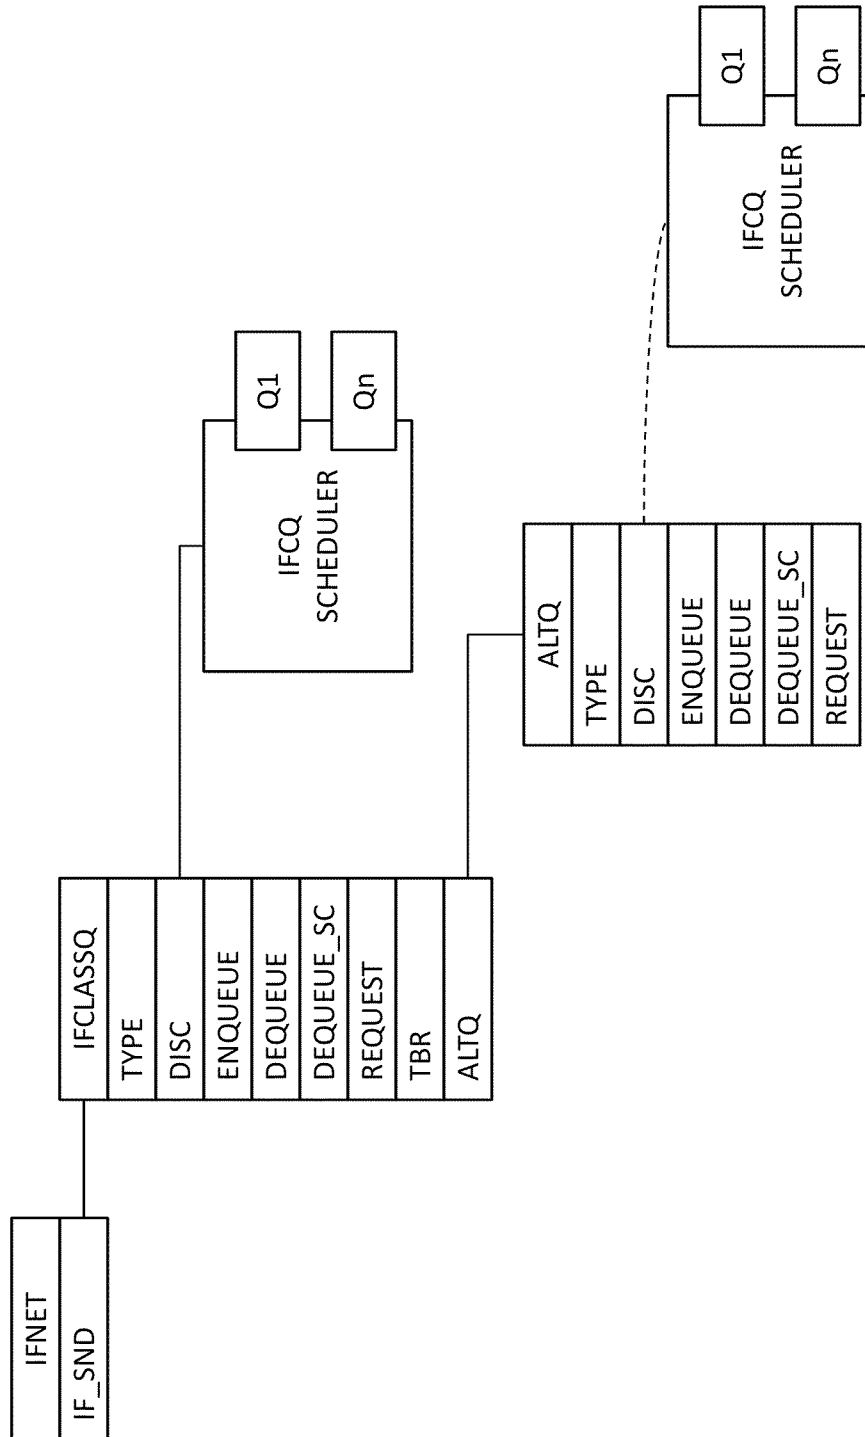 IFNET
IF_SND
IFCLASSQ
TYPE
DISC
ENQUEUE
DEQUEUE
DEQUEUE_SC
REQUEST
TBR
ALTQ
IFCQ
SCHEDULER
Q1
Qn
ALTQ
TYPE
DISC
ENQUEUE
DEQUEUE
DEQUEUE_SC
REQUEST
IFCQ
SCHEDULER
Q1
Qn